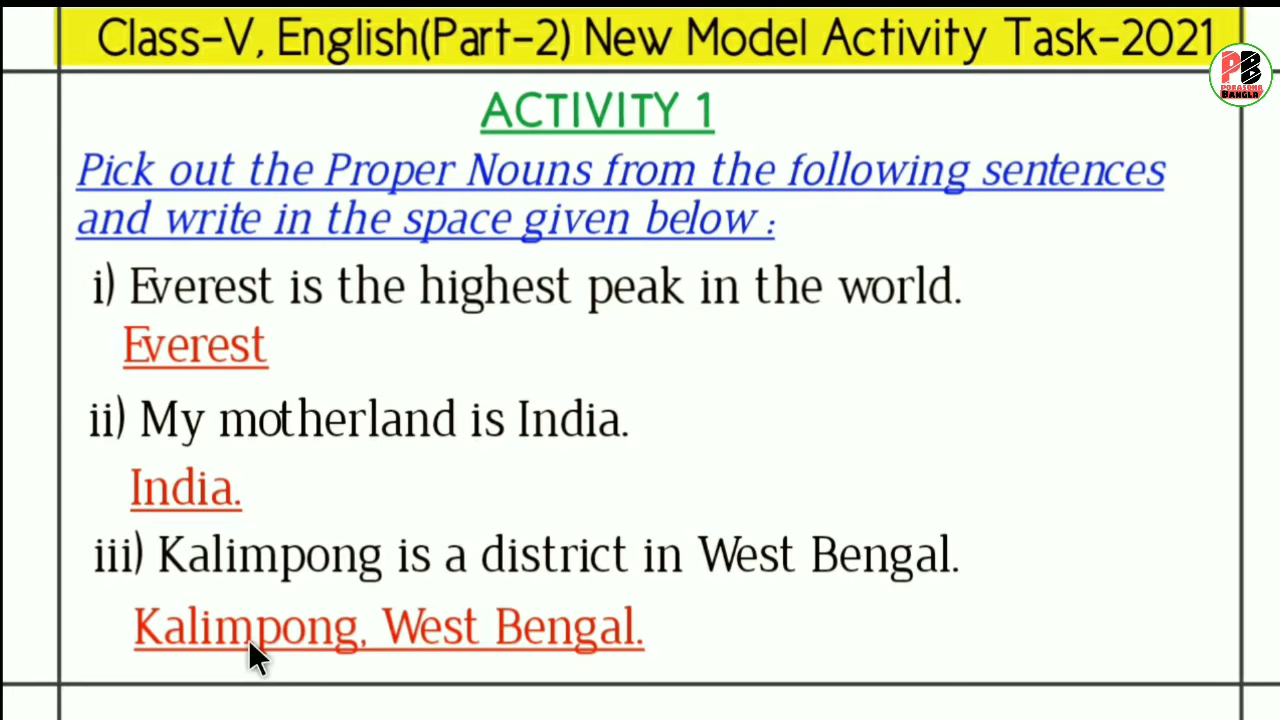 Class-V, English(Part-2) New Model Activity Task-2021
PB
PORASONA
BANGLA
ACTIVITY 1
Pick out the Proper Nouns from the following sentences
and write in the space given below :
i) Everest is the highest peak in the world.
Everest
ii) My motherland is India.
India.
iii) Kalimpong is a district in West Bengal.
Kalimpong, West Bengal.